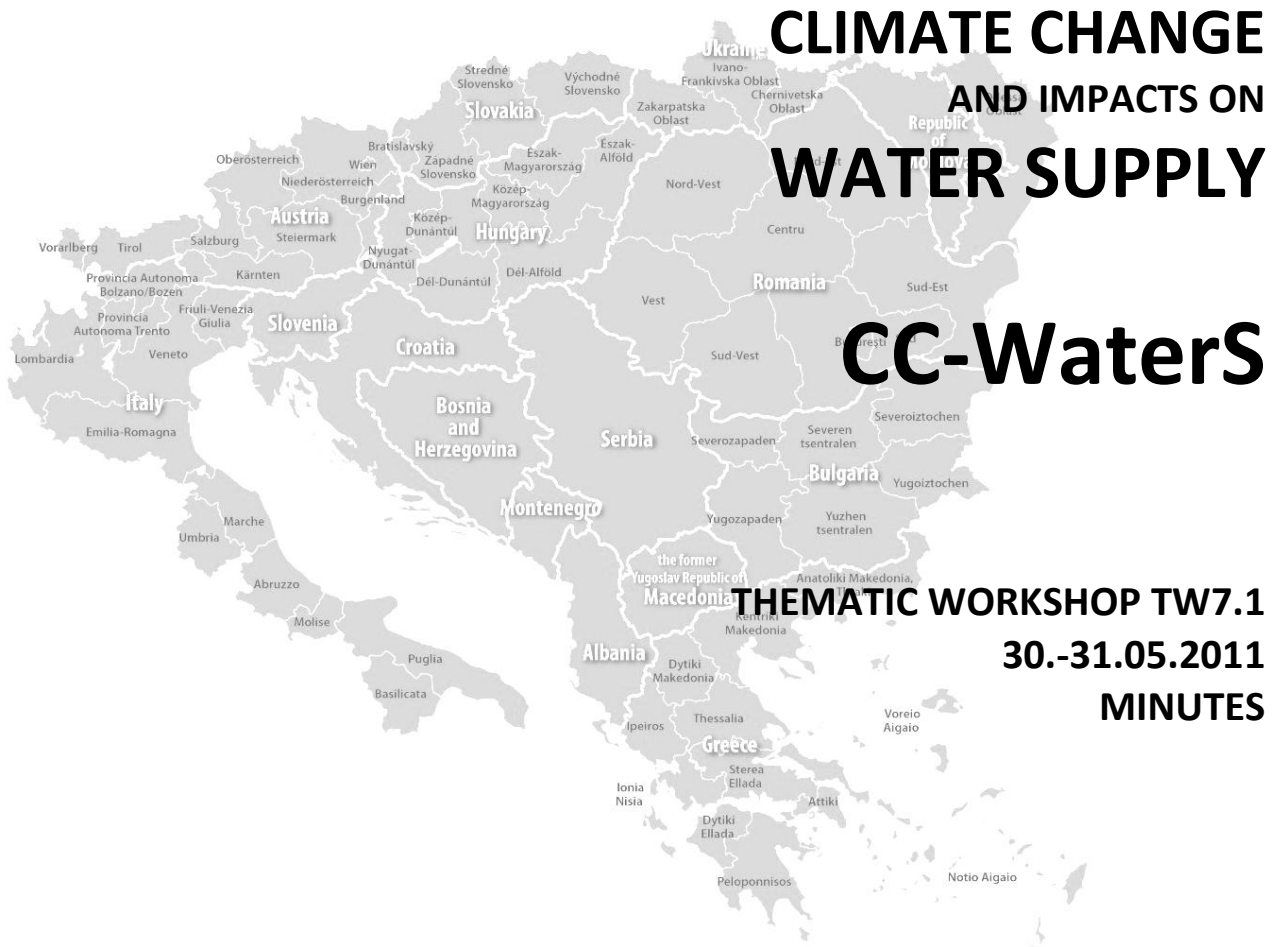 CLIMATE CHANGE
AND IMPACTS ON
WATER SUPPLY
CC-WaterS
THEMATIC WORKSHOP TW7.1
30.-31.05.2011
MINUTES
Ukraine
Ivano-
Frankivska Oblast
Chernivetska
Oblast
Zakarpatska
Oblast
Oblast
Stredné
Slovensko
Východné
Slovensko
Slovakia
Bratislavský
Západné
Slovensko
Republic
of
Moldova
Oberösterreich
Wien
Niederösterreich
Burgenland
Austria
Steiermark
Salzburg
Vorarlberg
Tirol
Kärnten
Észak-
Magyarország
Észak-
Alföld
Közép-
Magyarország
Közép-
Dunántúl
Hungary
Nyugat-
Dunántúl
Dél-Dunántúl
Dél-Alföld
Nord-Vest
Centru
Romania
Sud-Est
Vest
Sud-Vest
Bucureşti
Provincia Autonoma
Bolzano/Bozen
Provincia
Autonoma Trento
Friuli-Venezia
Giulia
Lombardia
Veneto
Italy
Emilia-Romagna
Slovenia
Croatia
Bosnia
and
Herzegovina
Serbia
Montenegro
Severozapaden
Severen
tsentralen
Severoiztochen
Bulgaria
Yugoiztochen
Yugozapaden
Yuzhen
tsentralen
Marche
Umbria
Abruzzo
Molise
Puglia
Basilicata
the former
Yugoslav Republic of
Macedonia
Albania
Anatoliki Makedonia,
Kentriki
Makedonia
Dytiki
Makedonia
Ipeiros
Thessalia
Greece
Sterea
Ellada
Ionia
Nisia
Attiki
Dytiki
Ellada
Peloponnisos
Voreio
Aigaio
Notio Aigaio